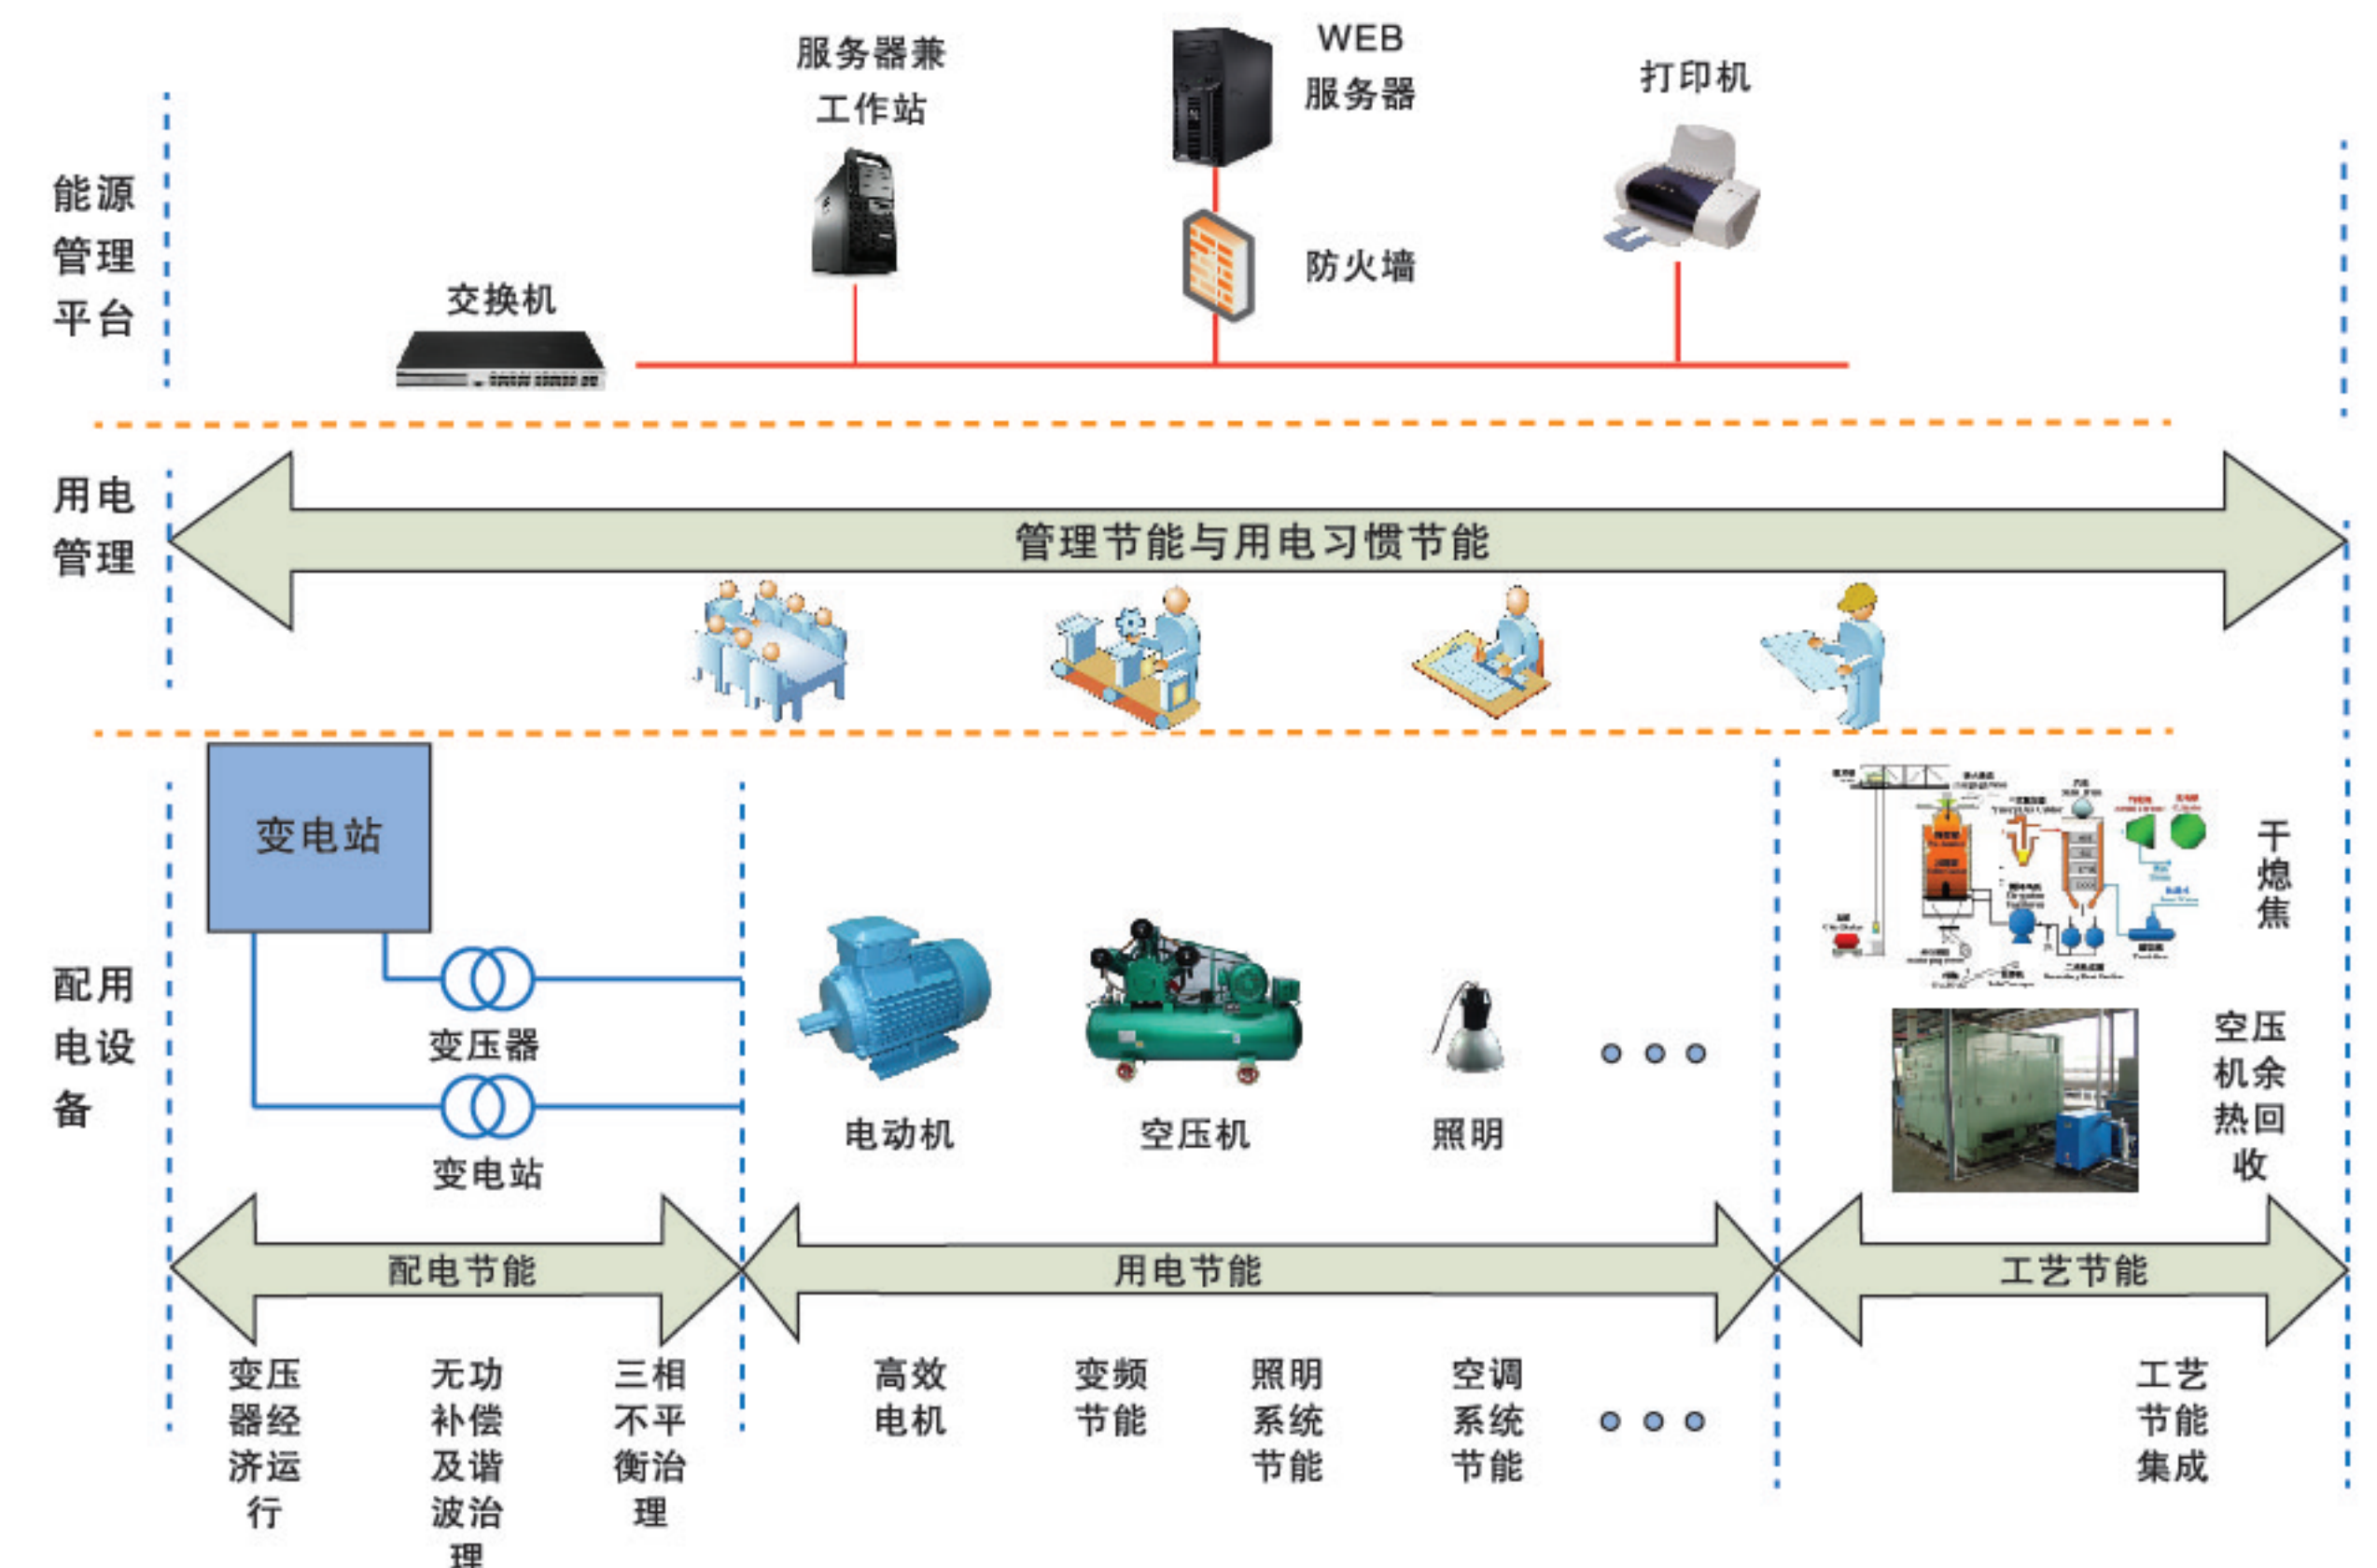 服务器兼
工作站
WEB
服务器
打印机
能源
管理
平台
交换机
防火墙
用电
管理
管理节能与用电习惯节能
变电站
干
熄
焦
配用
电设
备
变压器
变电站
电动机
空压机
照明
空压
机余
热回
收
配电节能
用电节能
工艺节能
变压
器经
济运
行
无功
补偿
及谐
波治
理
三相
不平
衡治
理
高效
电机
变频
节能
照明
系统
节能
空调
系统
节能
工艺
节能
集成